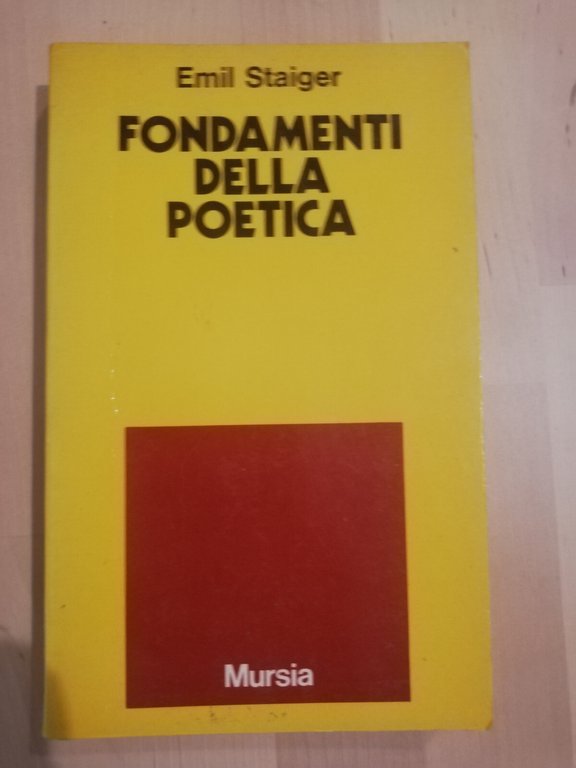 Emil Staiger
FONDAMENTI
DELLA
POETICA
Mursia